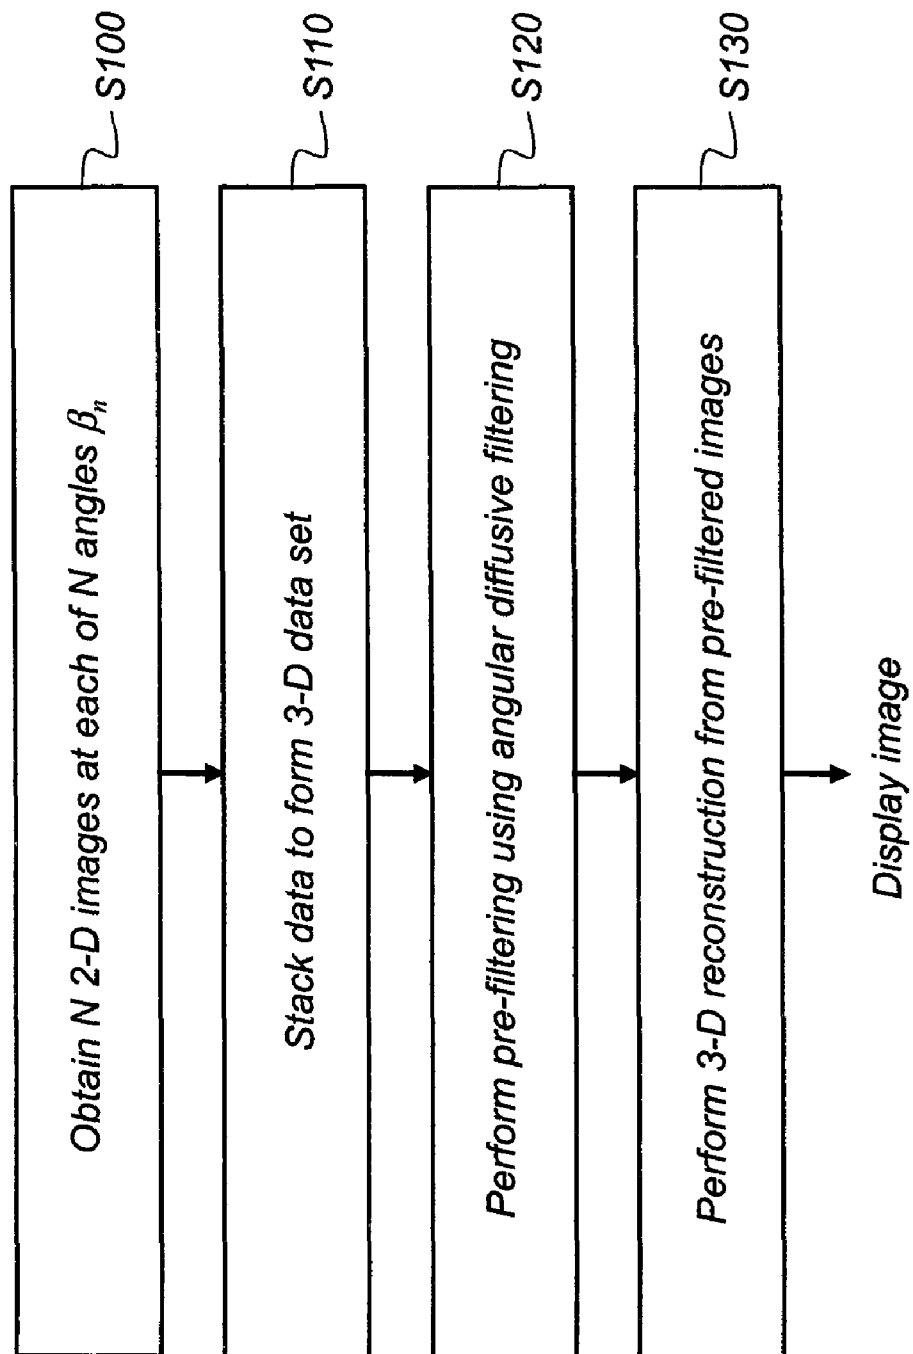 Obtain N 2-D images at each of N angles βn
S100
Stack data to form 3-D data set
S110
Perform pre-filtering using angular diffusive filtering
S120
Perform 3-D reconstruction from pre-filtered images
S130
Display image